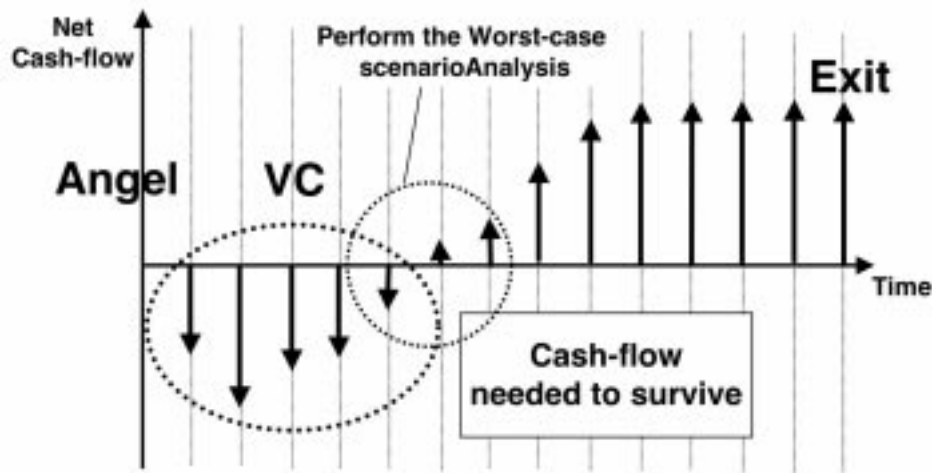 Net
Cash-flow
Perform the Worst-case
scenarioAnalysis
Exit
Angel
VC
Time
Cash-flow
needed to survive